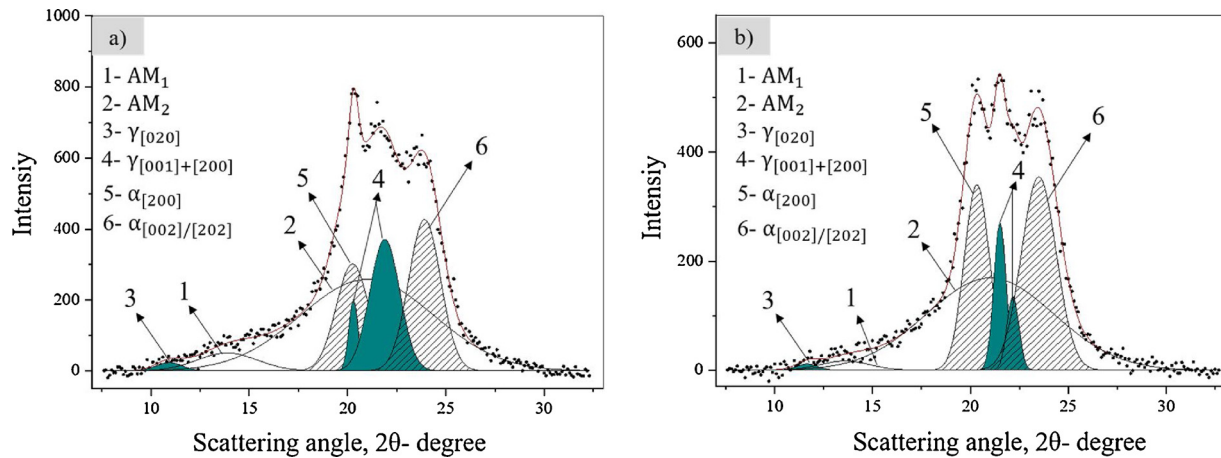 a)
1- AM₁
2- AM₂
3- γ[020]
4- γ[001]+[200]
5- α[200]
6- α[002]/[202]
1000
800
600
400
200
0
10
15
20
25
30
Intensiy
Scattering angle, 2θ- degree
3
1
2
5
4
6
b)
1- AM₁
2- AM₂
3- γ[020]
4- γ[001]+[200]
5- α[200]
6- α[002]/[202]
600
400
200
0
10
15
20
25
30
Intensiy
Scattering angle, 2θ- degree
3
1
2
5
4
6